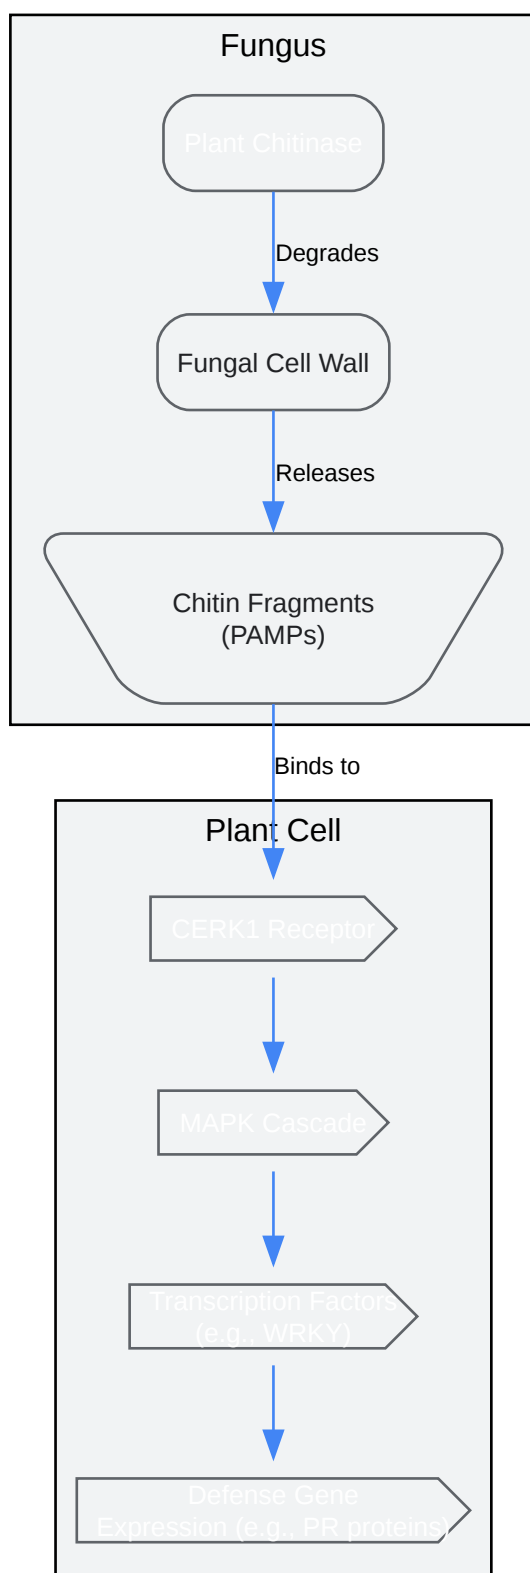 Fungus
Plant Chitinase
Degrades
Fungal Cell Wall
Releases
Chitin Fragments
(PAMPs)
Binds to
Plant Cell
CERK1 Receptor
MAPK Cascade
Transcription Factors
(e.g., WRKY)
Defense Gene
Expression (e.g., PR proteins)